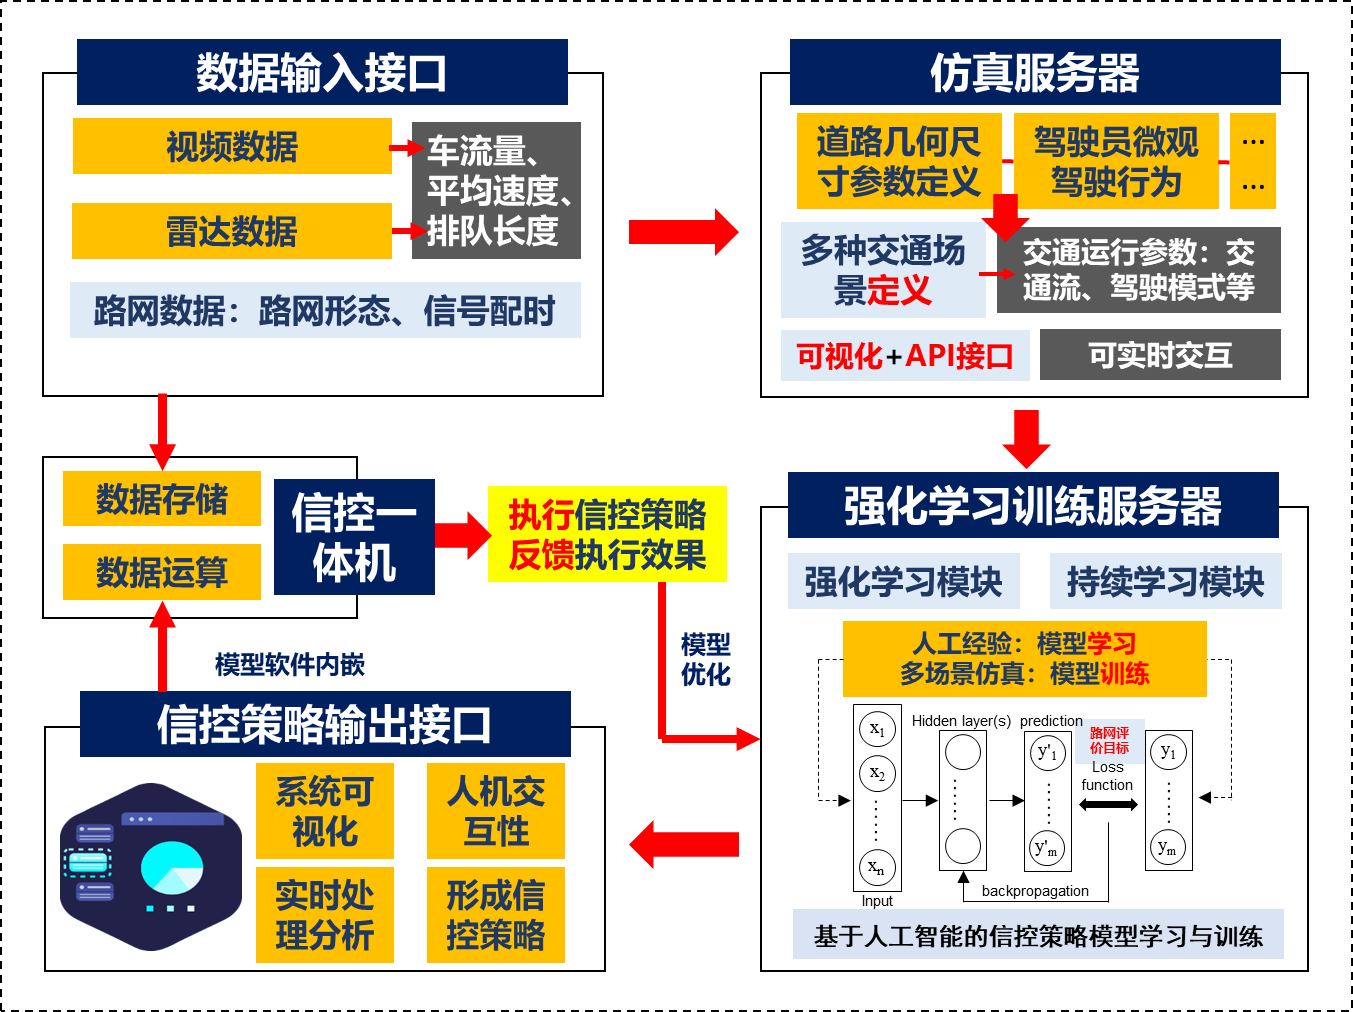 数据输入接口
视频数据
雷达数据
车流量、
平均速度、
排队长度
路网数据：路网形态、信号配时
仿真服务器
道路几何尺
寸参数定义
驾驶员微观
驾驶行为
...
...
多种交通场
景定义
交通运行参数：交
通流、驾驶模式等
可视化+API接口
可实时交互
数据存储
数据运算
信控一
体机
执行信控策略
反馈执行效果
模型
优化
模型软件内嵌
强化学习训练服务器
强化学习模块
持续学习模块
人工经验：模型学习
多场景仿真：模型训练
Hidden layer(s) prediction
路网评
价目标
Loss
function
x1
x2
xn
y'1
y'm
y1
ym
Input
backpropagation
基于人工智能的信控策略模型学习与训练
信控策略输出接口
系统可
视化
人机交
互性
实时处
理分析
形成信
控策略